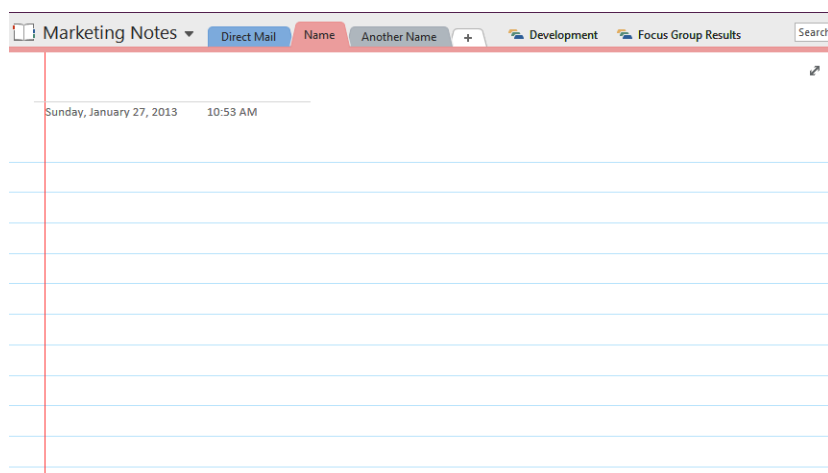 Marketing Notes Direct Mail Name Another Name + Development Focus Group Results Search
Sunday, January 27, 2013 10:53 AM